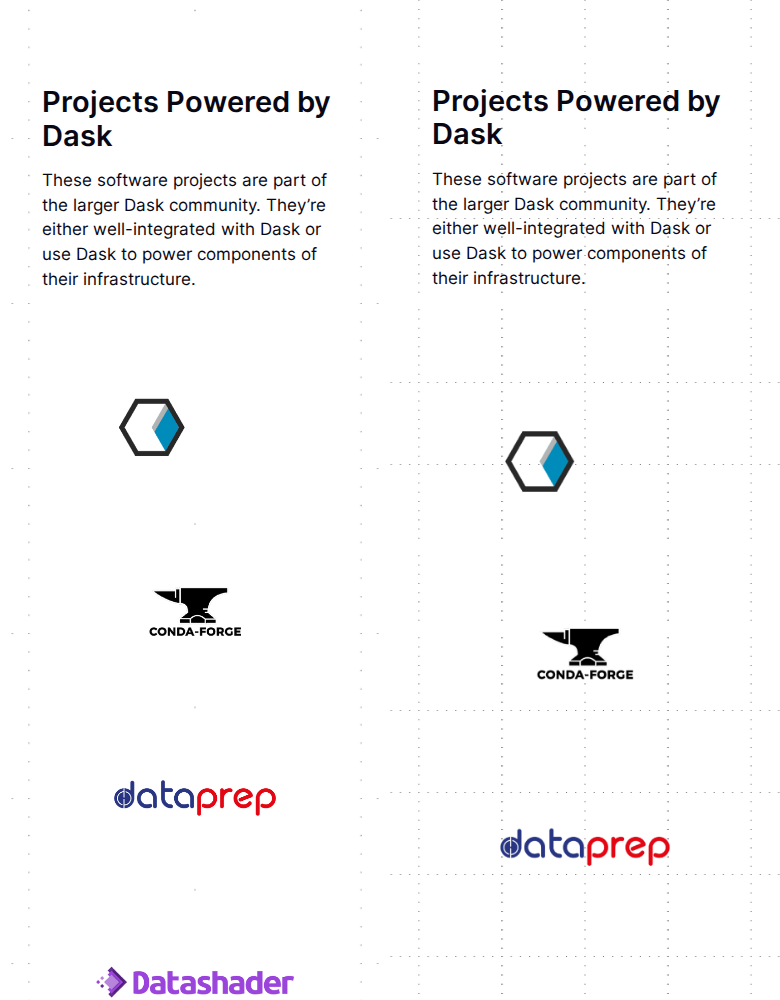 Projects Powered by
Dask
These software projects are part of
the larger Dask community. They’re
either well-integrated with Dask or
use Dask to power components of
their infrastructure.
CONDA-FORGE
dataprep
Datashader
Projects Powered by
Dask
These software projects are part of
the larger Dask community. They’re
either well-integrated with Dask or
use Dask to power components of
their infrastructure.
CONDA-FORGE
dataprep